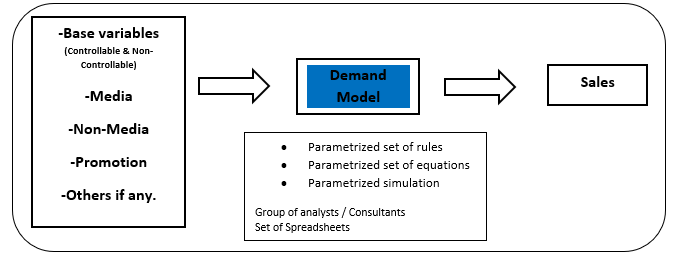 -Base variables
(Controllable & Non-
Controllable)
-Media
-Non-Media
-Promotion
-Others if any.
Demand
Model
Sales
• Parametrized set of rules
• Parametrized set of equations
• Parametrized simulation
Group of analysts / Consultants
Set of Spreadsheets